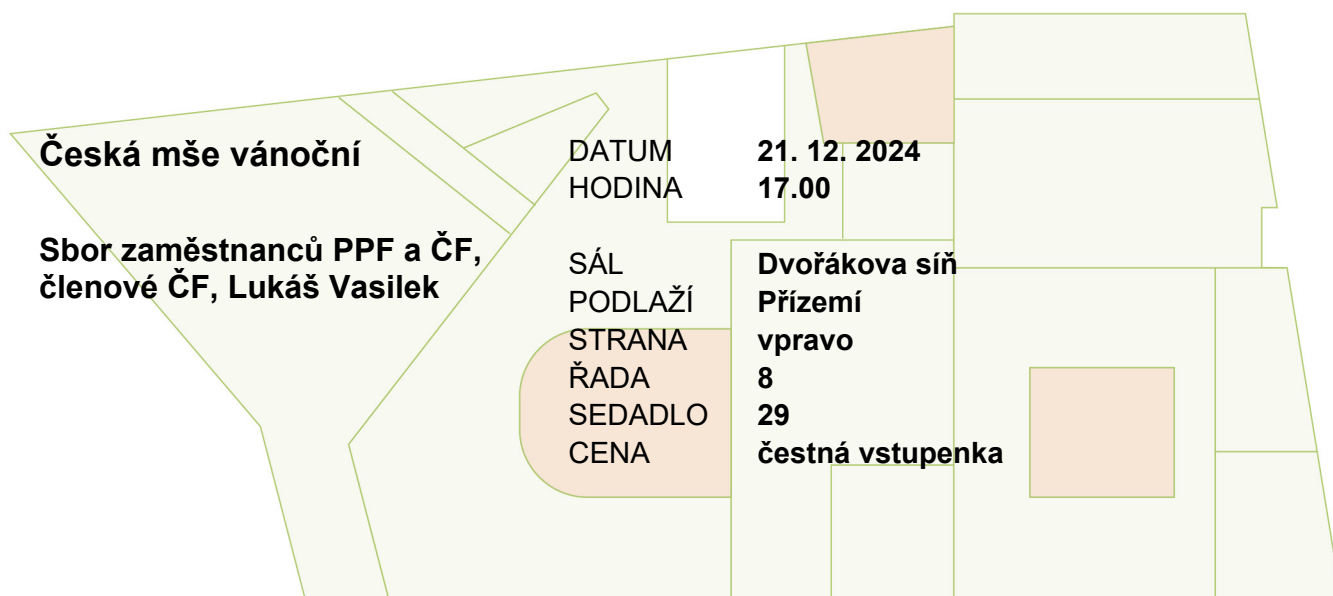 Česká mše vánoční
Sbor zaměstnanců PPF a ČF,
členové ČF, Lukáš Vasilek
DATUM 21. 12. 2024
HODINA 17.00
SÁL Dvořákova síň
PODLAŽÍ Přízemí
STRANA vpravo
ŘADA 8
SEDADLO 29
CENA čestná vstupenka